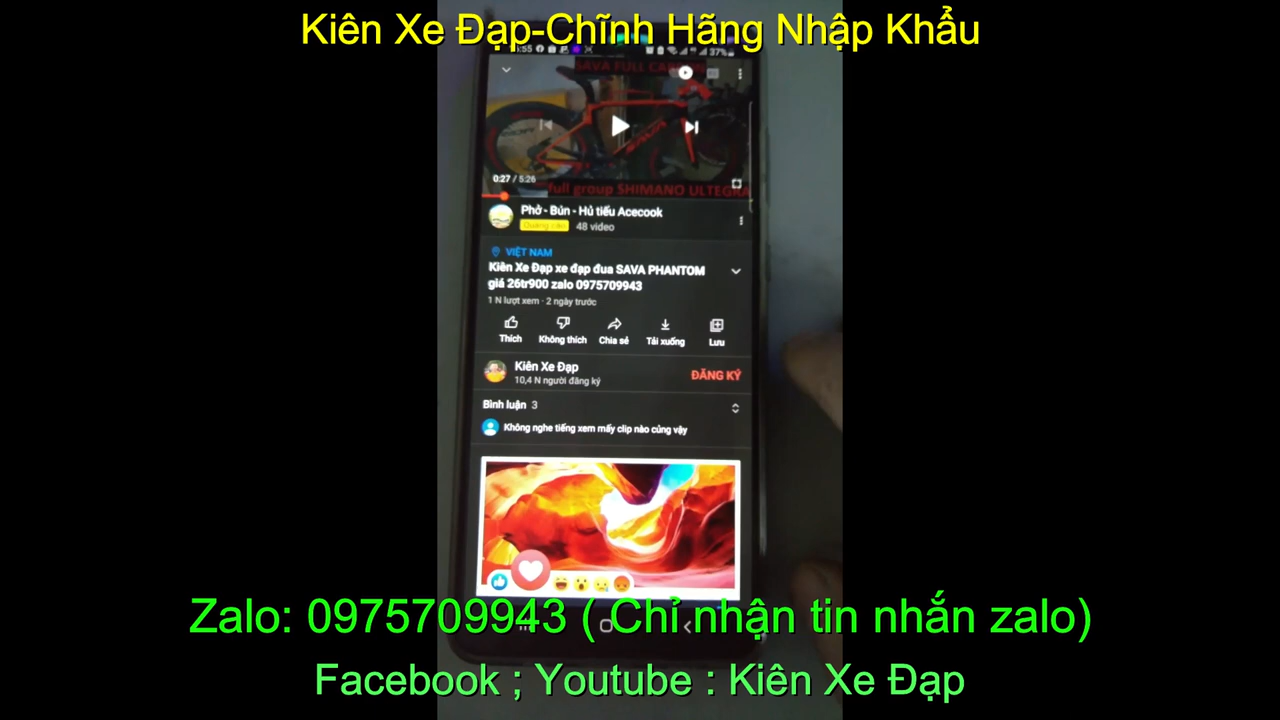 Kiên Xe Đạp-Chĩnh Hãng Nhập Khẩu
37%
SAVA FULL CARBON
0:27 / 5:26
full group SHIMANO ULTEGRA
Phở - Bún - Hủ tiếu Acecook
Quảng cáo 48 video
VIỆT NAM
Kiên Xe Đạp xe đạp đua SAVA PHANTOM
giá 26tr900 zalo 0975709943
1 N lượt xem · 2 ngày trước
Thích Không thích Chia sẻ Tải xuống Lưu
Kiên Xe Đạp
10,4 N người đăng ký
ĐĂNG KÝ
Bình luận 3
Không nghe tiếng xem mấy clip nào củng vậy
Zalo: 0975709943 ( Chỉ nhận tin nhắn zalo)
Facebook ; Youtube : Kiên Xe Đạp